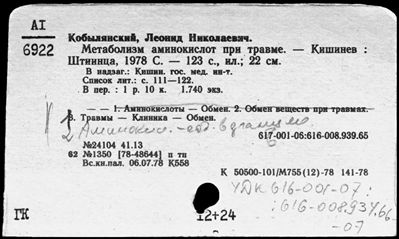 АI
6922
Кобылянский, Леонид Николаевич.
Метаболизм аминокислот при травме. — Кишинев :
Штиинца, 1978 С. — 123 с., ил.; 22 см.
В надзаг.: Кишин. гос. мед. ин-т.
Список лит.: с. 111—122.
В пер. : 1 р. 10 к. 1.740 экз.
— — 1. Аминокислоты — Обмен. 2. Обмен веществ при травмах.
3. Травмы — Клиника — Обмен.
2 Аминокисл.
617-001-06:616-008.939.65
№24104 41.13
62 №1350 [78-48644] п тп
Вс.кн.пал. 06.07.78 К558
К 50500-101/М755(12)-78 141-78
УДК 616-001-07:
:616-008.934.66
-07
ГК
12+24